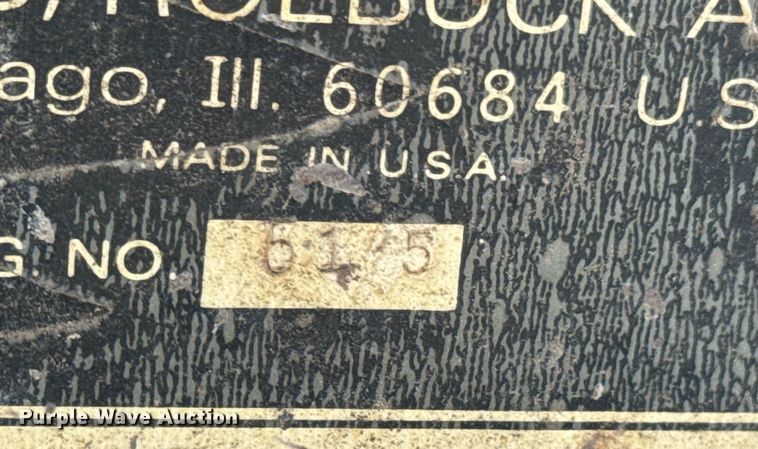 ROEBUCK A
ago, Ill. 60684 U.S
MADE IN U.S.A.
G. NO.
Purple Wave Auction